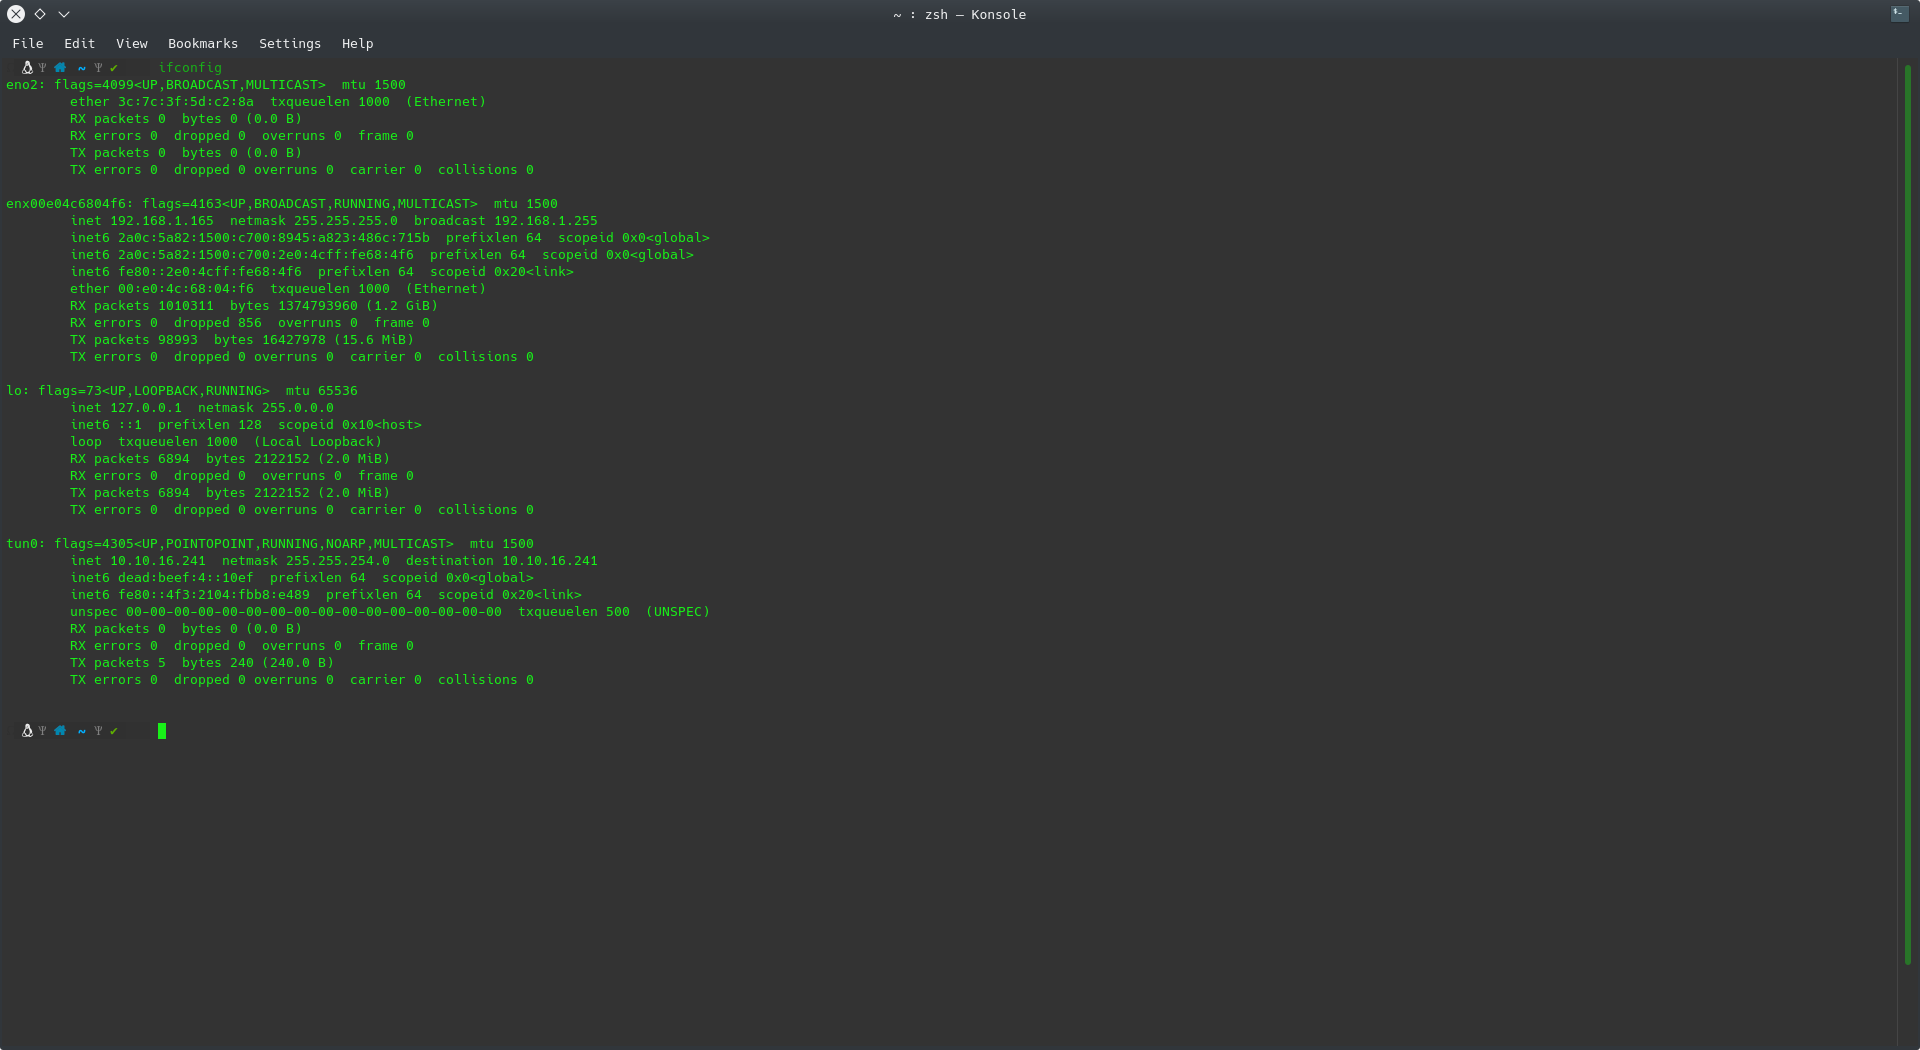 ~ : zsh — Konsole
File Edit View Bookmarks Settings Help
~ ✔ ifconfig
eno2: flags=4099<UP,BROADCAST,MULTICAST>  mtu 1500
        ether 3c:7c:3f:5d:c2:8a  txqueuelen 1000  (Ethernet)
        RX packets 0  bytes 0 (0.0 B)
        RX errors 0  dropped 0  overruns 0  frame 0
        TX packets 0  bytes 0 (0.0 B)
        TX errors 0  dropped 0 overruns 0  carrier 0  collisions 0

enx00e04c6804f6: flags=4163<UP,BROADCAST,RUNNING,MULTICAST>  mtu 1500
        inet 192.168.1.165  netmask 255.255.255.0  broadcast 192.168.1.255
        inet6 2a0c:5a82:1500:c700:8945:a823:486c:715b  prefixlen 64  scopeid 0x0<global>
        inet6 2a0c:5a82:1500:c700:2e0:4cff:fe68:4f6  prefixlen 64  scopeid 0x0<global>
        inet6 fe80::2e0:4cff:fe68:4f6  prefixlen 64  scopeid 0x20<link>
        ether 00:e0:4c:68:04:f6  txqueuelen 1000  (Ethernet)
        RX packets 1010311  bytes 1374793960 (1.2 GiB)
        RX errors 0  dropped 856  overruns 0  frame 0
        TX packets 98993  bytes 16427978 (15.6 MiB)
        TX errors 0  dropped 0 overruns 0  carrier 0  collisions 0

lo: flags=73<UP,LOOPBACK,RUNNING>  mtu 65536
        inet 127.0.0.1  netmask 255.0.0.0
        inet6 ::1  prefixlen 128  scopeid 0x10<host>
        loop  txqueuelen 1000  (Local Loopback)
        RX packets 6894  bytes 2122152 (2.0 MiB)
        RX errors 0  dropped 0  overruns 0  frame 0
        TX packets 6894  bytes 2122152 (2.0 MiB)
        TX errors 0  dropped 0 overruns 0  carrier 0  collisions 0

tun0: flags=4305<UP,POINTOPOINT,RUNNING,NOARP,MULTICAST>  mtu 1500
        inet 10.10.16.241  netmask 255.255.254.0  destination 10.10.16.241
        inet6 dead:beef:4::10ef  prefixlen 64  scopeid 0x0<global>
        inet6 fe80::4f3:2104:fbb8:e489  prefixlen 64  scopeid 0x20<link>
        unspec 00-00-00-00-00-00-00-00-00-00-00-00-00-00-00-00  txqueuelen 500  (UNSPEC)
        RX packets 0  bytes 0 (0.0 B)
        RX errors 0  dropped 0  overruns 0  frame 0
        TX packets 5  bytes 240 (240.0 B)
        TX errors 0  dropped 0 overruns 0  carrier 0  collisions 0

~ ✔